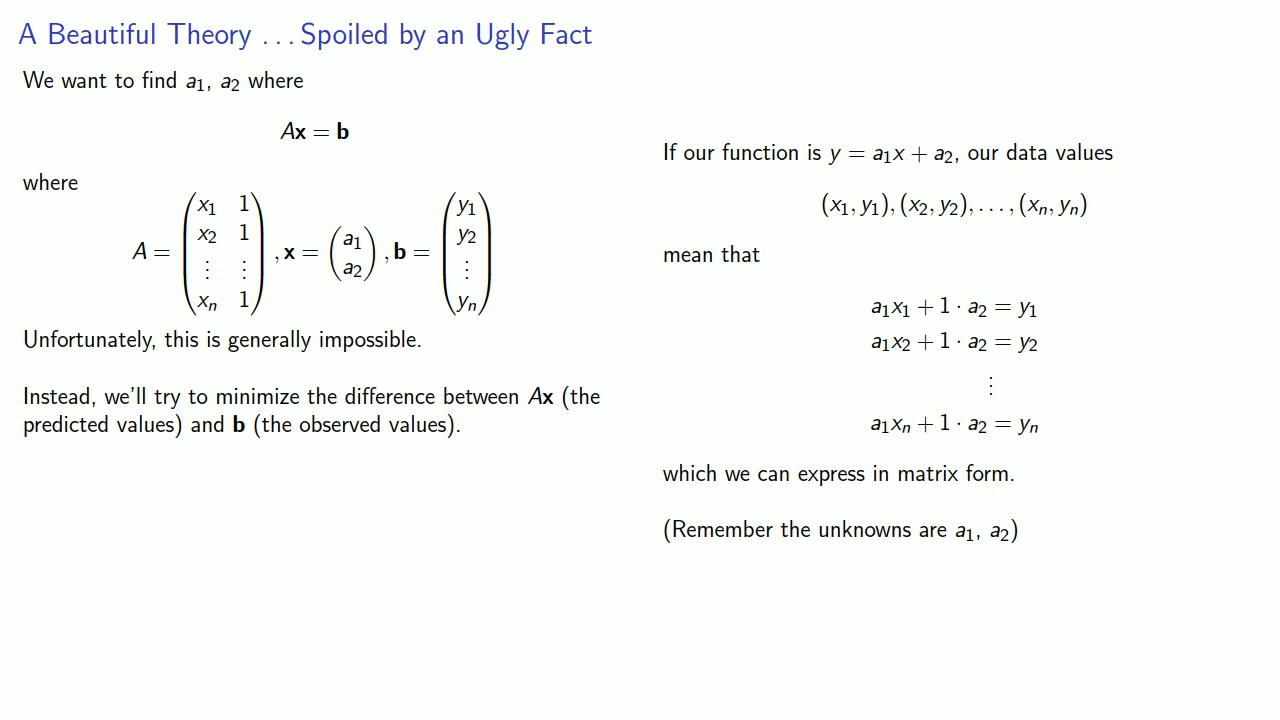 A Beautiful Theory ... Spoiled by an Ugly Fact
We want to find a₁, a₂ where
Ax = b
where
A = (x₁ 1
x₂ 1
⋮ ⋮
xₙ 1), x = (a₁
a₂), b = (y₁
y₂
⋮
yₙ)
Unfortunately, this is generally impossible.
Instead, we'll try to minimize the difference between Ax (the
predicted values) and b (the observed values).
If our function is y = a₁x + a₂, our data values
(x₁, y₁), (x₂, y₂), ..., (xₙ, yₙ)
mean that
a₁x₁ + 1 · a₂ = y₁
a₁x₂ + 1 · a₂ = y₂
⋮
a₁xₙ + 1 · a₂ = yₙ
which we can express in matrix form.
(Remember the unknowns are a₁, a₂)